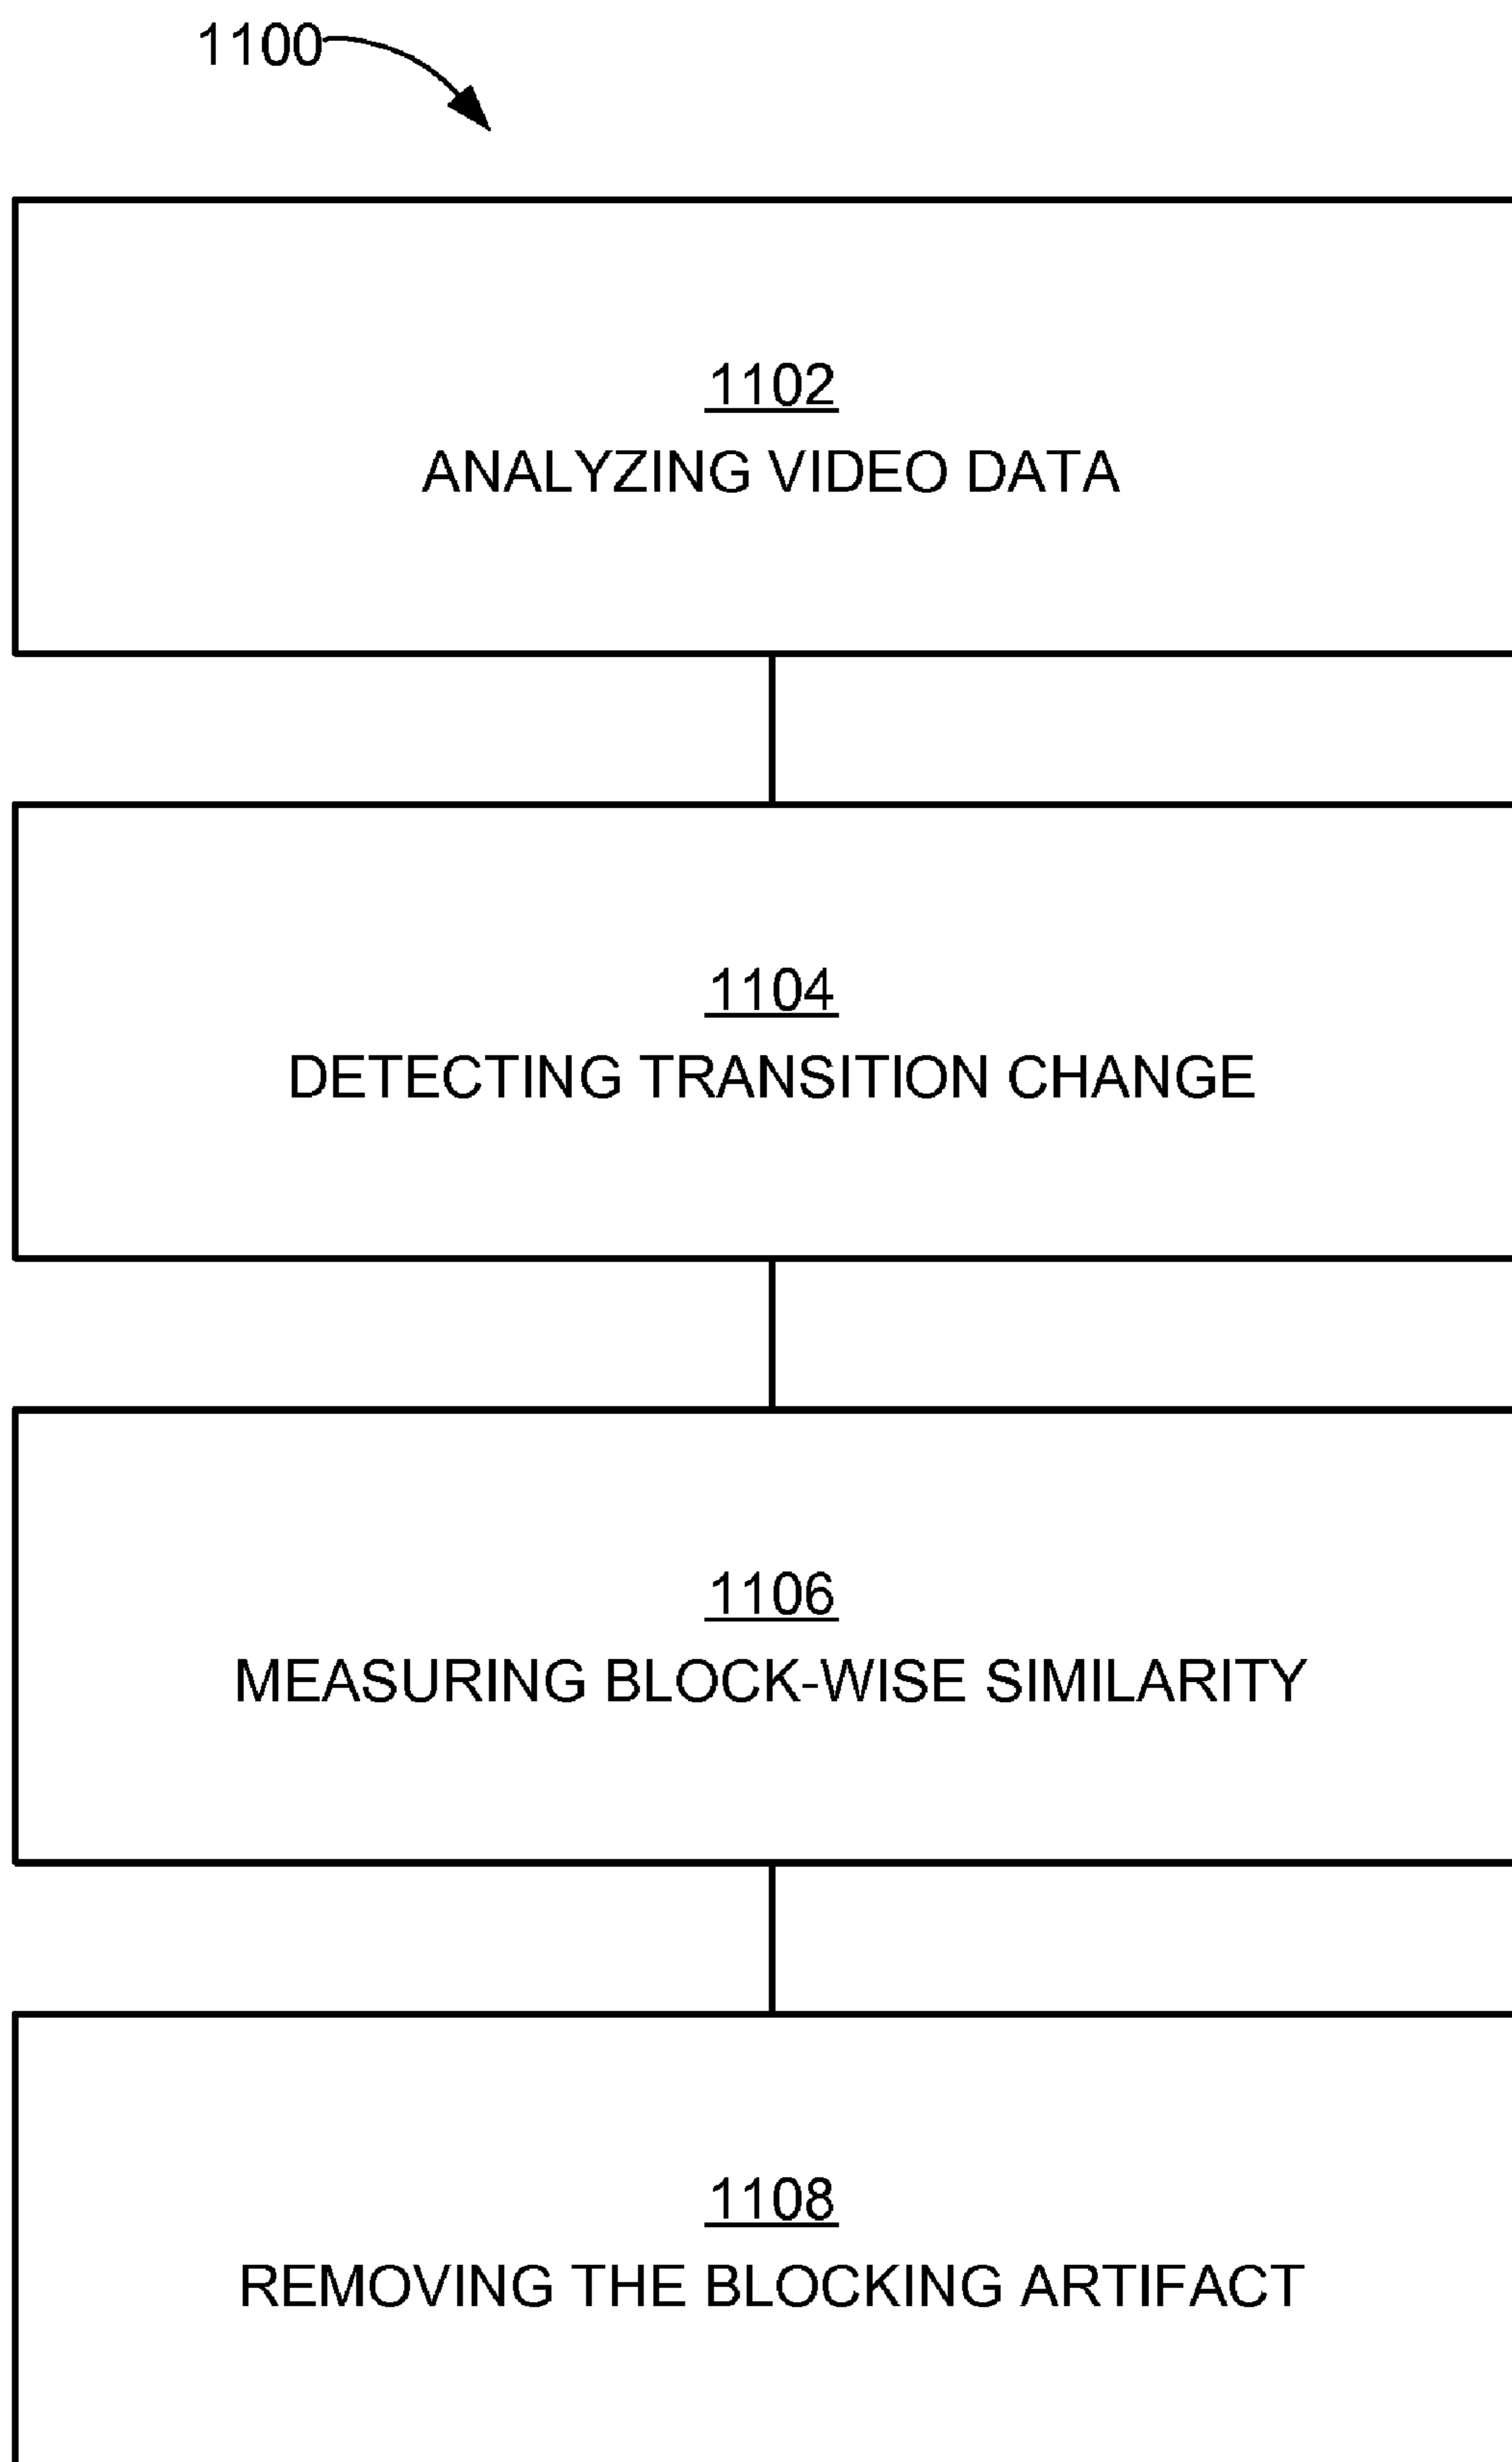 1100
1102
ANALYZING VIDEO DATA
1104
DETECTING TRANSITION CHANGE
1106
MEASURING BLOCK-WISE SIMILARITY
1108
REMOVING THE BLOCKING ARTIFACT